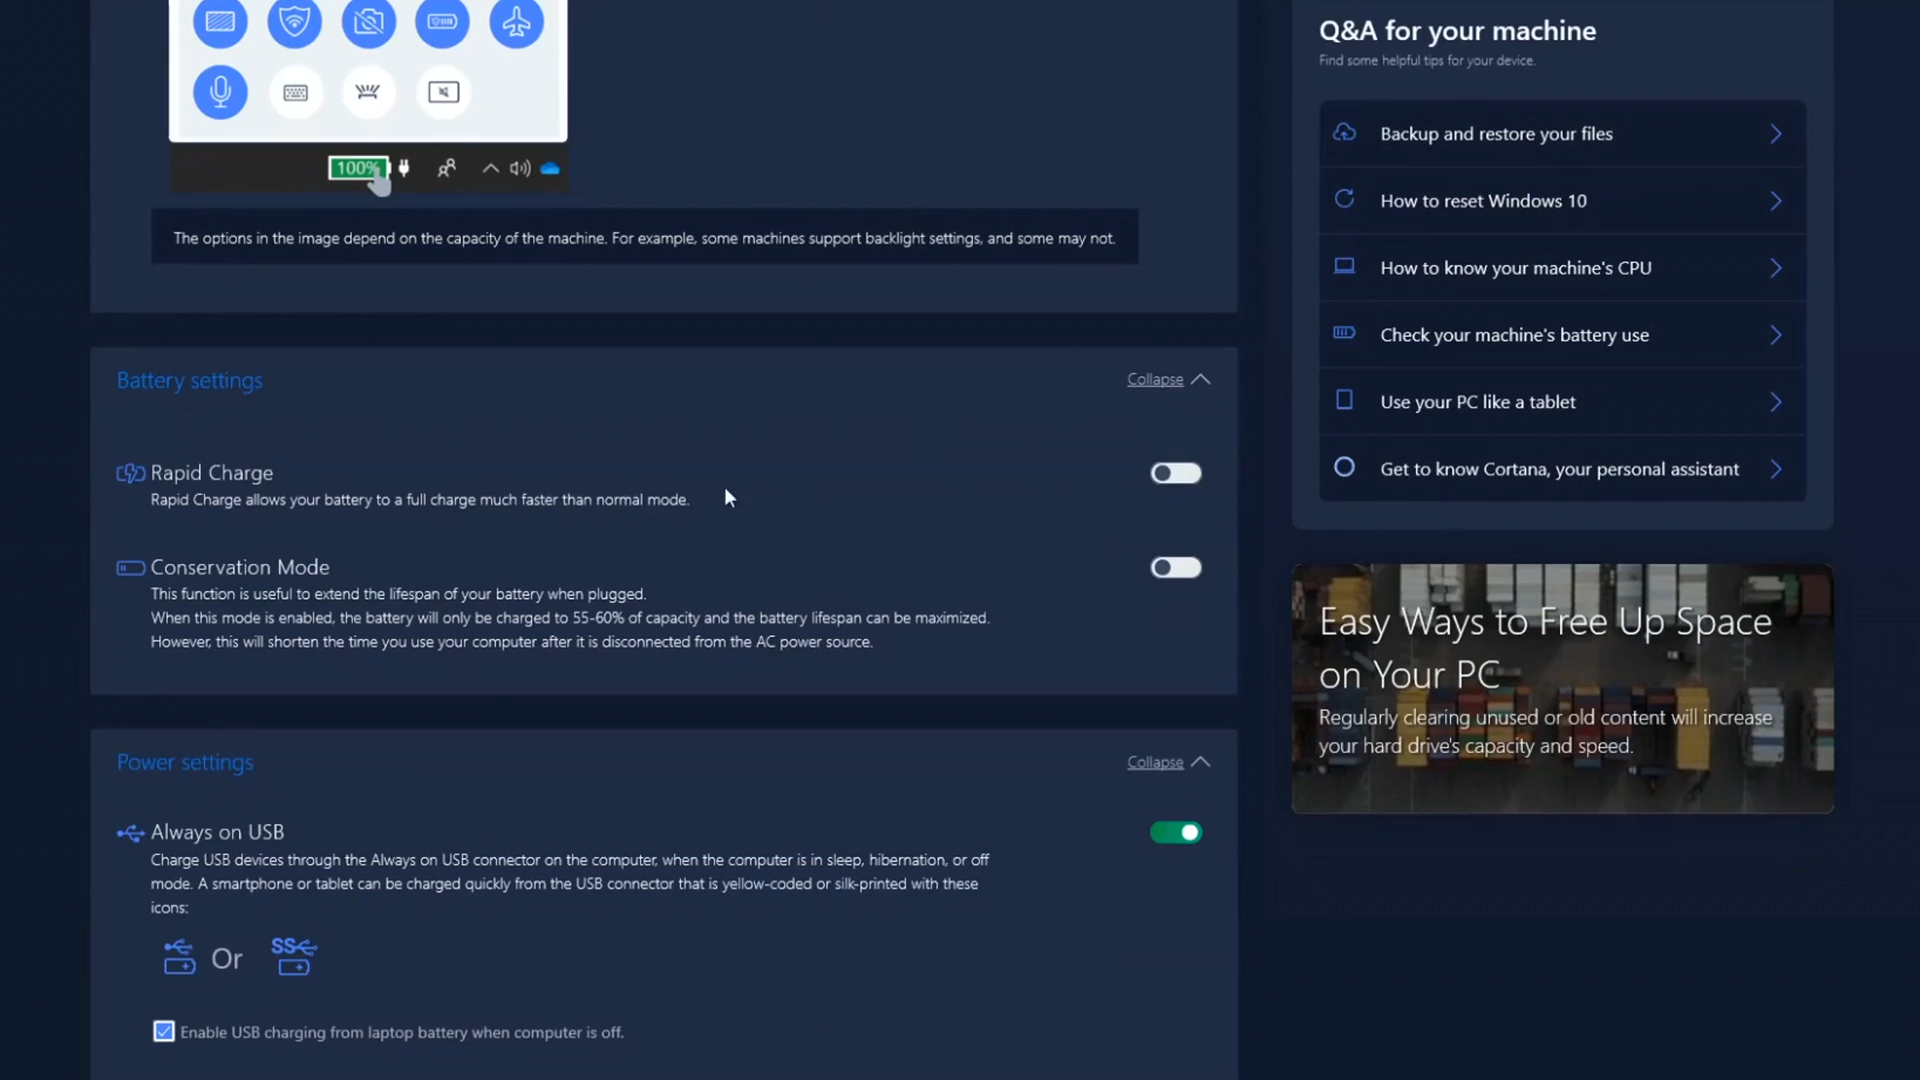 100%
The options in the image depend on the capacity of the machine. For example, some machines support backlight settings, and some may not.
Battery settings
Collapse
Rapid Charge
Rapid Charge allows your battery to a full charge much faster than normal mode.
Conservation Mode
This function is useful to extend the lifespan of your battery when plugged.
When this mode is enabled, the battery will only be charged to 55-60% of capacity and the battery lifespan can be maximized.
However, this will shorten the time you use your computer after it is disconnected from the AC power source.
Power settings
Collapse
Always on USB
Charge USB devices through the Always on USB connector on the computer, when the computer is in sleep, hibernation, or off
mode. A smartphone or tablet can be charged quickly from the USB connector that is yellow-coded or silk-printed with these
icons:
Or
SS
Enable USB charging from laptop battery when computer is off.
Q&A for your machine
Find some helpful tips for your device.
Backup and restore your files
How to reset Windows 10
How to know your machine's CPU
Check your machine's battery use
Use your PC like a tablet
Get to know Cortana, your personal assistant
Easy Ways to Free Up Space
on Your PC
Regularly clearing unused or old content will increase
your hard drive's capacity and speed.